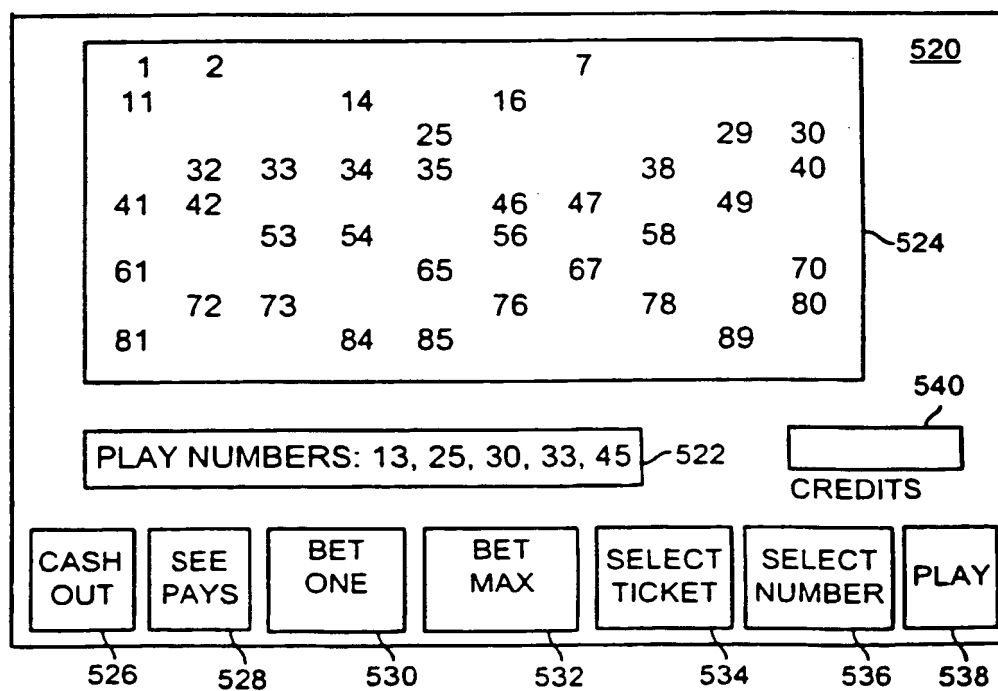 520
1 2 7
11 14 16
25 29 30
32 33 34 35 38 40
41 42 46 47 49
53 54 56 58
524
61 65 67 70
72 73 76 78 80
81 84 85 89
540
PLAY NUMBERS: 13, 25, 30, 33, 45
522
CREDITS
CASH OUT
SEE PAYS
BET ONE
BET MAX
SELECT TICKET
SELECT NUMBER
PLAY
526 528 530 532 534 536 538